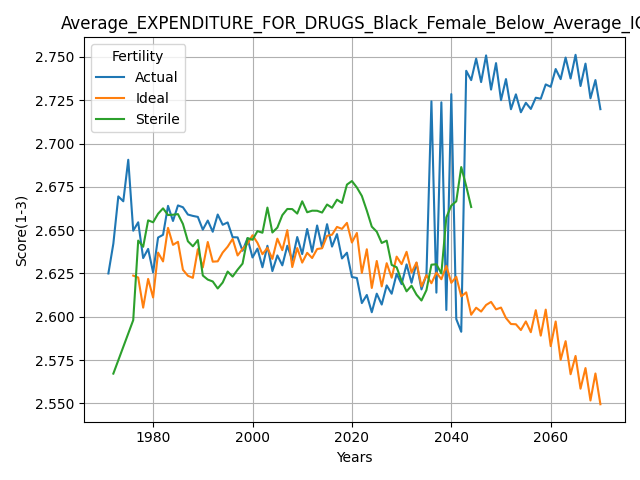 Average_EXPENDITURE_FOR_DRUGS_Black_Female_Below_Average_IQ
Fertility
Actual
Ideal
Sterile
Score(1-3)
2.750
2.725
2.700
2.675
2.650
2.625
2.600
2.575
2.550
1980 2000 2020 2040 2060
Years